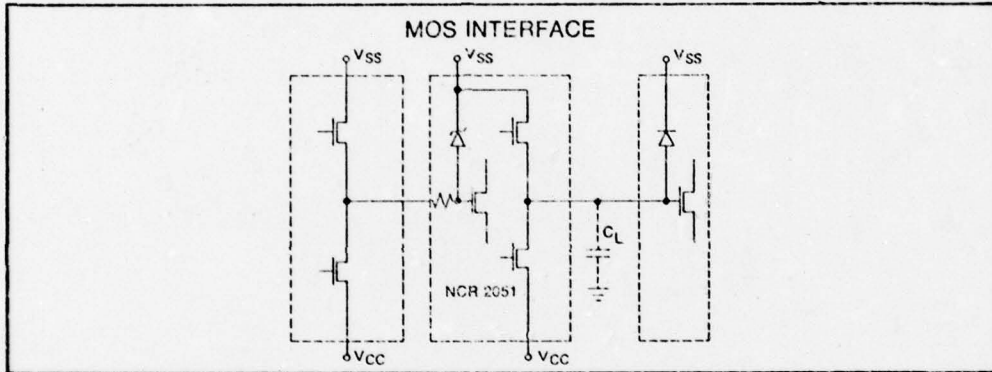 MOS INTERFACE
VSS VSS VSS
CL
NCR 2051
VCC VCC